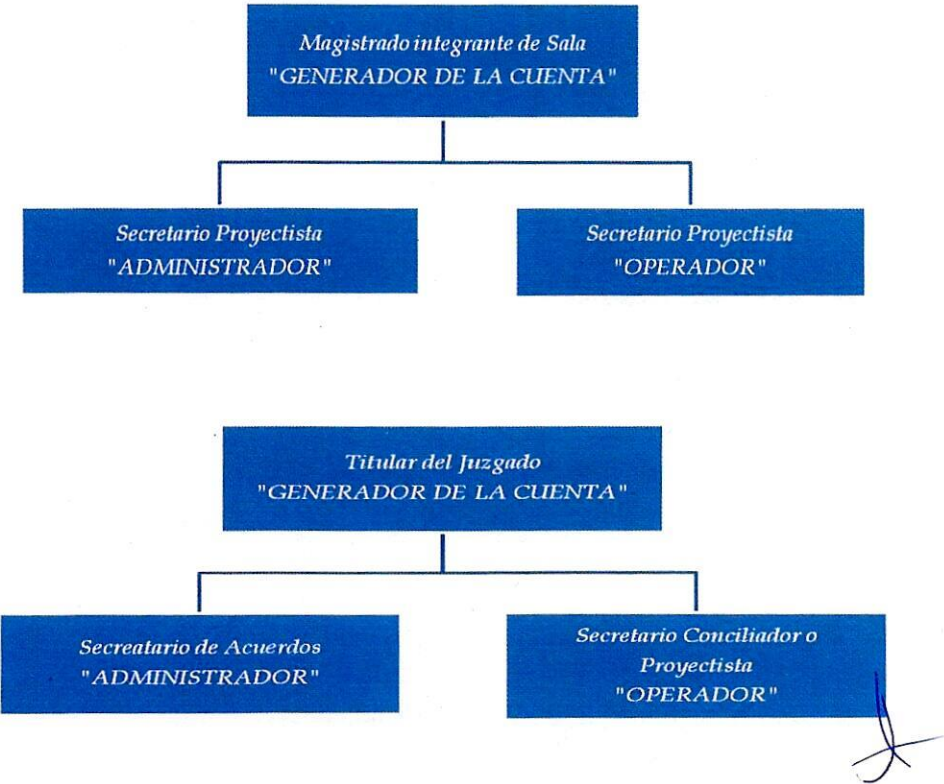 Magistrado integrante de Sala
"GENERADOR DE LA CUENTA"
Secretario Proyectista
"ADMINISTRADOR"
Secretario Proyectista
"OPERADOR"
Titular del Juzgado
"GENERADOR DE LA CUENTA"
Secreatario de Acuerdos
"ADMINISTRADOR"
Secretario Conciliador o
Proyectista
"OPERADOR"